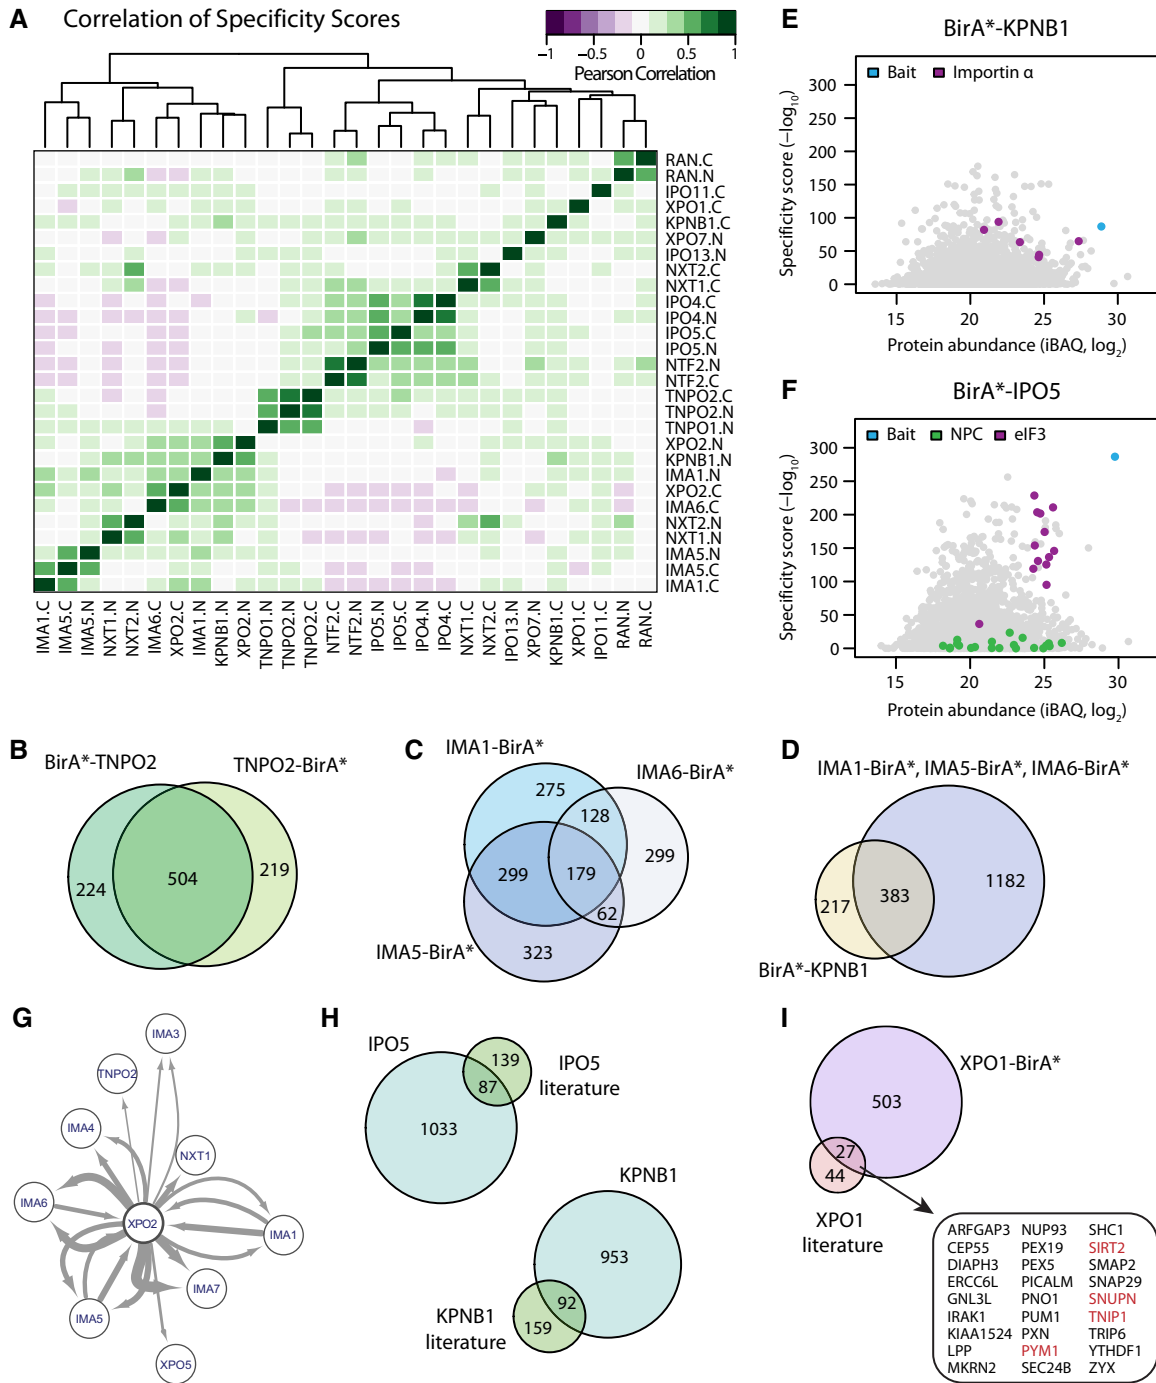 A
Correlation of Specificity Scores
−1
−0.5
0
0.5
1
Pearson Correlation
RAN.C
RAN.N
IPO11.C
XPO1.C
KPNB1.C
XPO7.N
IPO13.N
NXT2.C
NXT1.C
IPO4.C
IPO4.N
IPO5.C
IPO5.N
NTF2.N
NTF2.C
TNPO2.C
TNPO2.N
TNPO1.N
XPO2.N
KPNB1.N
IMA1.N
XPO2.C
IMA6.C
NXT2.N
NXT1.N
IMA5.N
IMA5.C
IMA1.C
IMA1.C
IMA5.C
IMA5.N
NXT1.N
NXT2.N
IMA6.C
XPO2.C
IMA1.N
KPNB1.N
XPO2.N
TNPO1.N
TNPO2.N
TNPO2.C
NTF2.C
NTF2.N
IPO5.N
IPO5.C
IPO4.N
IPO4.C
NXT1.C
NXT2.C
IPO13.N
XPO7.N
KPNB1.C
XPO1.C
IPO11.C
RAN.N
RAN.C
E
BirA*-KPNB1
Bait
Importin α
Specificity score (−log10)
300
250
200
150
100
50
0
15
20
25
30
Protein abundance (iBAQ, log2)
F
BirA*-IPO5
Bait
NPC
eIF3
Specificity score (−log10)
300
250
200
150
100
50
0
15
20
25
30
Protein abundance (iBAQ, log2)
B
BirA*-TNPO2
TNPO2-BirA*
224
504
219
C
IMA1-BirA*
IMA6-BirA*
275
128
299
299
179
62
323
IMA5-BirA*
D
IMA1-BirA*, IMA5-BirA*, IMA6-BirA*
217
383
1182
BirA*-KPNB1
G
IMA3
TNPO2
IMA4
NXT1
IMA6
XPO2
IMA1
IMA7
IMA5
XPO5
H
IPO5
139
IPO5
literature
87
1033
KPNB1
953
92
KPNB1
literature
159
I
XPO1-BirA*
503
27
44
XPO1
literature
ARFGAP3 NUP93 SHC1
CEP55 PEX19 SIRT2
DIAPH3 PEX5 SMAP2
ERCC6L PICALM SNAP29
GNL3L PNO1 SNUPN
IRAK1 PUM1 TNIP1
KIAA1524 PXN TRIP6
LPP PYM1 YTHDF1
MKRN2 SEC24B ZYX